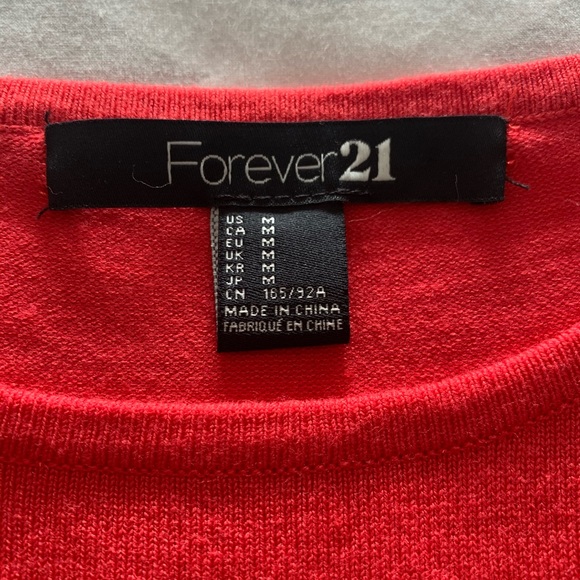 Forever21
US M
CA M
EU M
UK M
KR M
JP M
CN 165/92A
MADE IN CHINA
FABRIQUÉ EN CHINE